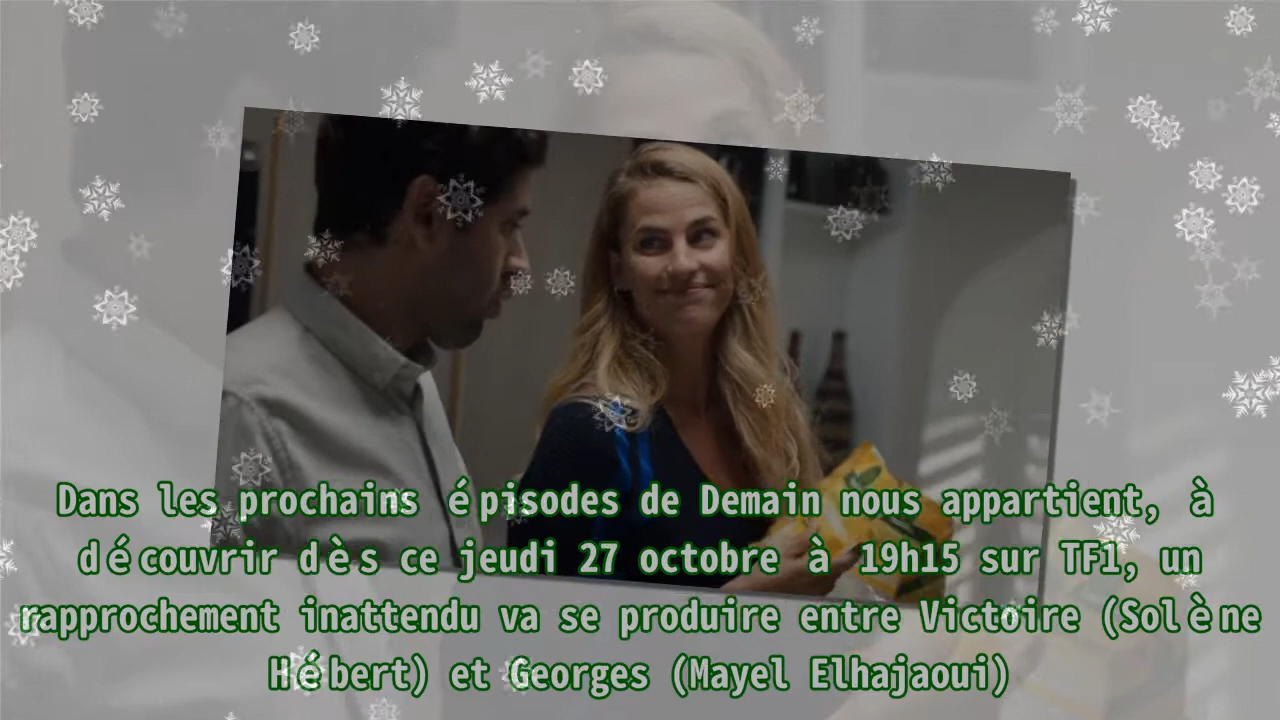 Dans les prochains épisodes de Demain nous appartient, à
découvrir dès ce jeudi 27 octobre à 19h15 sur TF1, un
rapprochement inattendu va se produire entre Victoire (Solène
Hébert) et Georges (Mayel Elhajaoui)